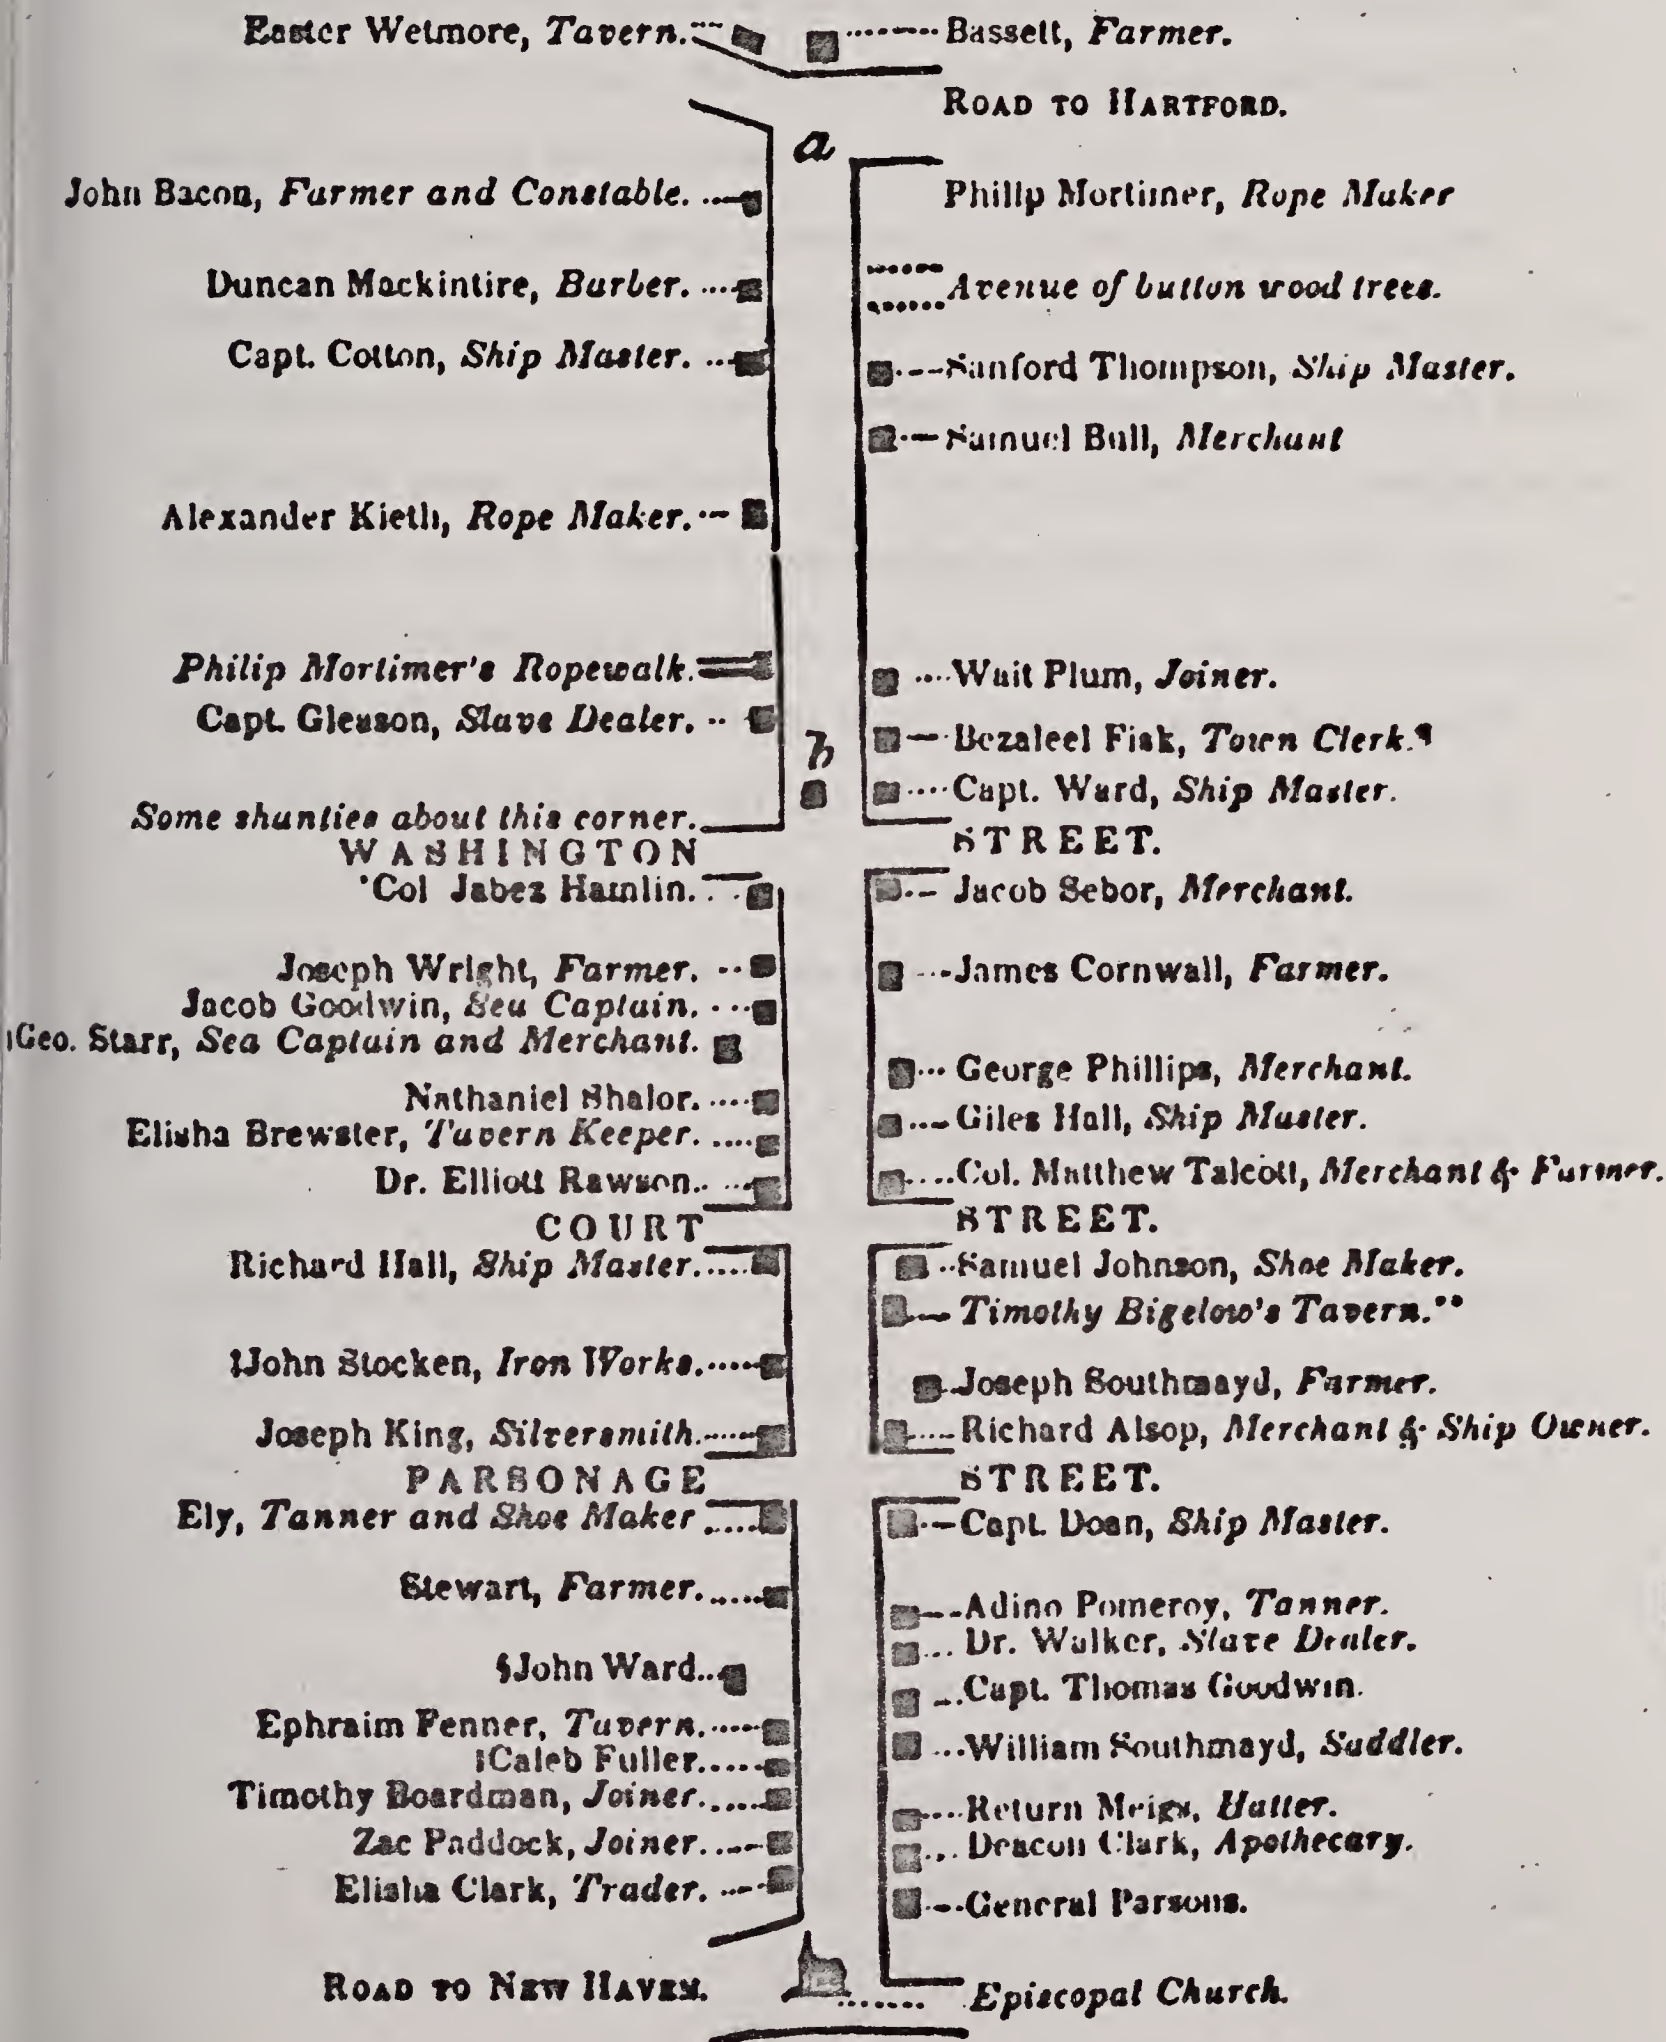 Easter Wetmore, Tavern.
Bassett, Farmer.
ROAD TO HARTFORD.
a
John Bacon, Farmer and Constable.
Philip Mortimer, Rope Maker
Duncan Mackintire, Barber.
Avenue of button wood trees.
Capt. Cotton, Ship Master.
Sanford Thompson, Ship Master.
Samuel Bull, Merchant
Alexander Kieth, Rope Maker.
Philip Mortimer's Ropewalk.
Wait Plum, Joiner.
Capt. Gleason, Slave Dealer.
b
Bezaleel Fisk, Town Clerk.¶
Capt. Ward, Ship Master.
Some shanties about this corner.
WASHINGTON STREET.
*Col Jabez Hamlin.
Jacob Sebor, Merchant.
Joseph Wright, Farmer.
James Cornwall, Farmer.
Jacob Goodwin, Sea Captain.
Geo. Starr, Sea Captain and Merchant.
George Phillips, Merchant.
Nathaniel Shalor.
Giles Hall, Ship Master.
Elisha Brewster, Tavern Keeper.
Dr. Elliott Rawson.
Col. Matthew Talcott, Merchant & Farmer.
COURT STREET.
Richard Hall, Ship Master.
Samuel Johnson, Shoe Maker.
Timothy Bigelow's Tavern.**
‡John Stocken, Iron Works.
Joseph Southmayd, Farmer.
Joseph King, Silversmith.
Richard Alsop, Merchant & Ship Owner.
PARSONAGE STREET.
Ely, Tanner and Shoe Maker
Capt. Doan, Ship Master.
Stewart, Farmer.
Adino Pomeroy, Tanner.
Dr. Walker, Slave Dealer.
§John Ward.
Capt. Thomas Goodwin.
Ephraim Fenner, Tavern.
William Southmayd, Saddler.
Caleb Fuller.
Timothy Boardman, Joiner.
Return Meigs, Hatter.
Zac Paddock, Joiner.
Deacon Clark, Apothecary.
Elisha Clark, Trader.
General Parsons.
ROAD TO NEW HAVEN.
Episcopal Church.